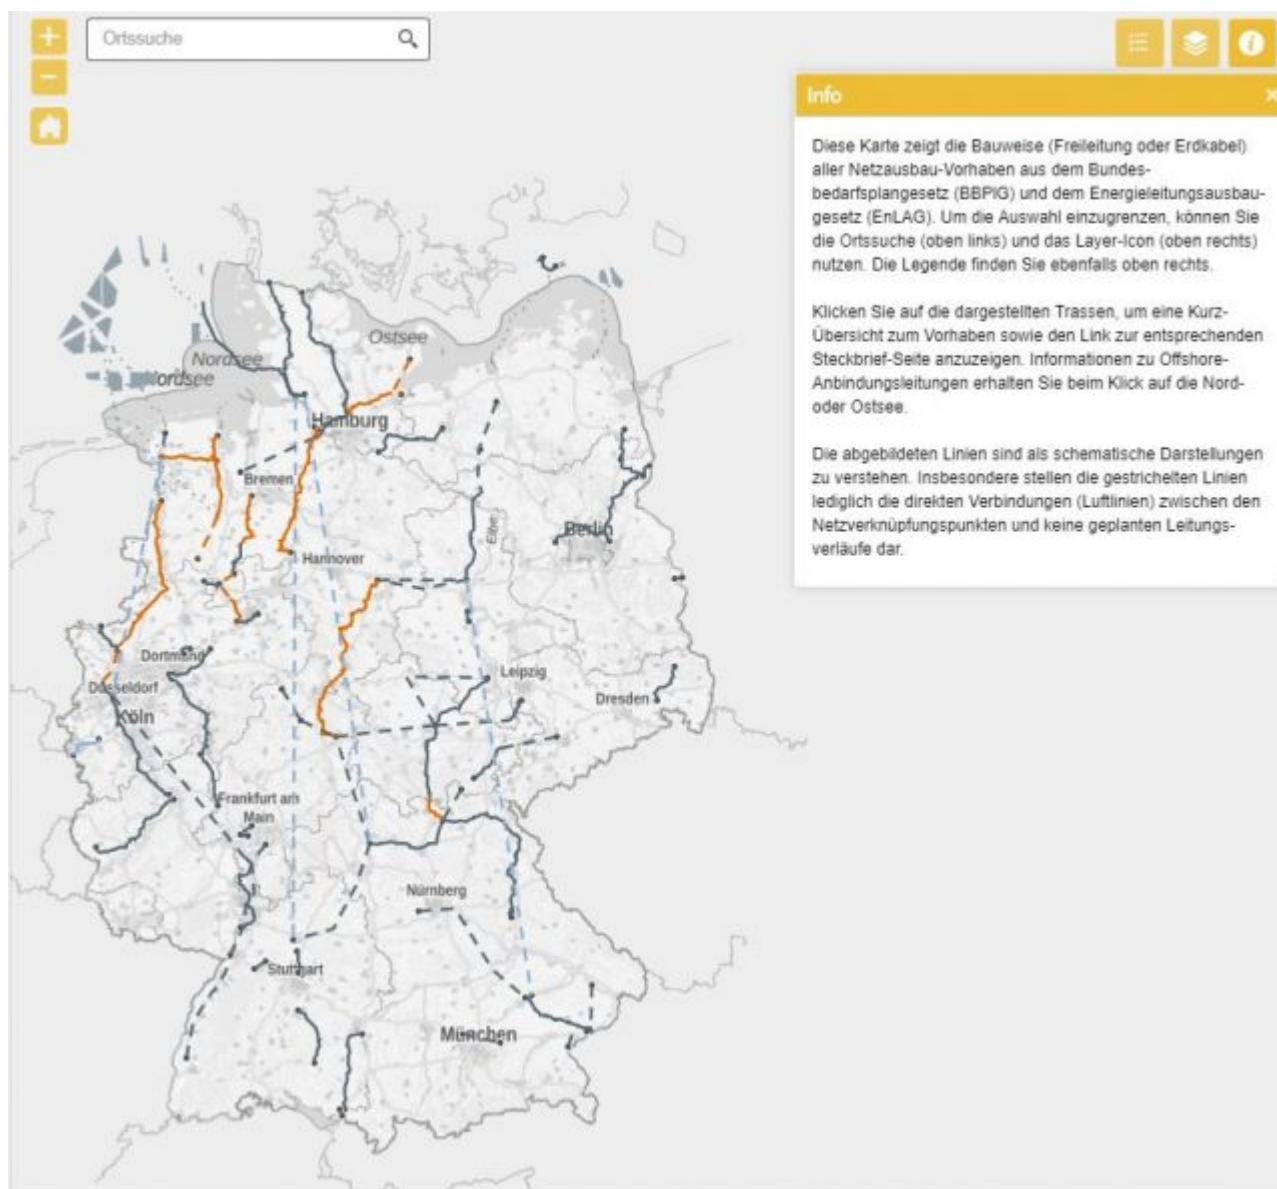 Ortssuche
Info
Diese Karte zeigt die Bauweise (Freileitung oder Erdkabel)
aller Netzausbau-Vorhaben aus dem Bundes-
bedarfsplangesetz (BBPlG) und dem Energieleitungsausbau-
gesetz (EnLAG). Um die Auswahl einzugrenzen, können Sie
die Ortssuche (oben links) und das Layer-Icon (oben rechts)
nutzen. Die Legende finden Sie ebenfalls oben rechts.
Klicken Sie auf die dargestellten Trassen, um eine Kurz-
Übersicht zum Vorhaben sowie den Link zur entsprechenden
Steckbrief-Seite anzuzeigen. Informationen zu Offshore-
Anbindungsleitungen erhalten Sie beim Klick auf die Nord-
oder Ostsee.
Die abgebildeten Linien sind als schematische Darstellungen
zu verstehen. Insbesondere stellen die gestrichelten Linien
lediglich die direkten Verbindungen (Luftlinien) zwischen den
Netzverknüpfungspunkten und keine geplanten Leitungs-
verläufe dar.
Ostsee
Nordsee
Nordsee
Hamburg
Bremen
Elbe
Berlin
Hannover
Dortmund
Leipzig
Düsseldorf
Dresden
Köln
Frankfurt am
Main
Nürnberg
Stuttgart
München